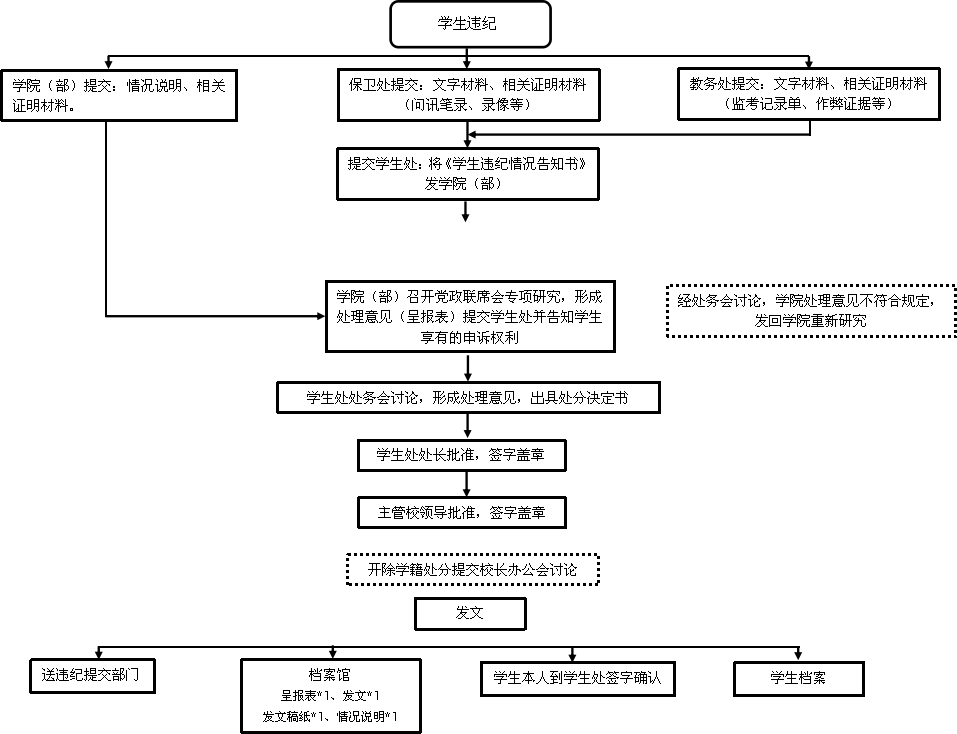 学生违纪
学院（部）提交：情况说明、相关
证明材料。
保卫处提交：文字材料、相关证明材料
（问讯笔录、录像等）
教务处提交：文字材料、相关证明材料
（监考记录单、作弊证据等）
提交学生处：将《学生违纪情况告知书》
发学院（部）
学院（部）召开党政联席会专项研究，形成
处理意见（呈报表）提交学生处并告知学生
享有的申诉权利
经处务会讨论，学院处理意见不符合规定，
发回学院重新研究
学生处处务会讨论，形成处理意见，出具处分决定书
学生处处长批准，签字盖章
主管校领导批准，签字盖章
开除学籍处分提交校长办公会讨论
发文
送违纪提交部门
档案馆
呈报表*1、发文*1
发文稿纸*1、情况说明*1
学生本人到学生处签字确认
学生档案